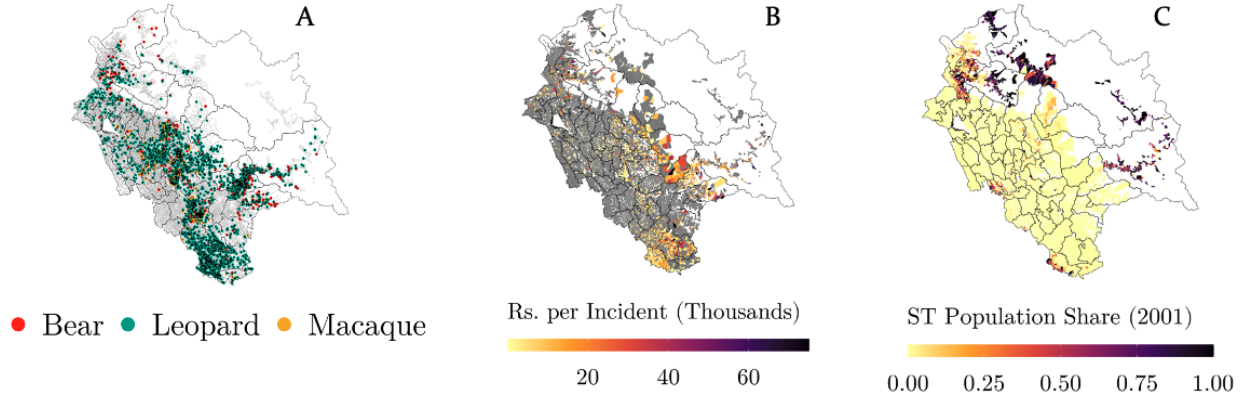 A
B
C
Bear Leopard Macaque
Rs. per Incident (Thousands)
20 40 60
ST Population Share (2001)
0.00 0.25 0.50 0.75 1.00